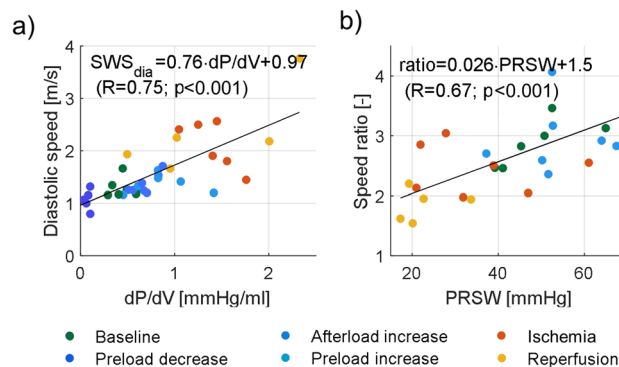 a)
SWSdia=0.76·dP/dV+0.97
(R=0.75; p<0.001)
Diastolic speed [m/s]
4
3
2
1
0
0
1
2
dP/dV [mmHg/ml]
b)
ratio=0.026·PRSW+1.5
(R=0.67; p<0.001)
Speed ratio [-]
4
3
2
1
20
40
60
PRSW [mmHg]
Baseline
Afterload increase
Ischemia
Preload decrease
Preload increase
Reperfusion